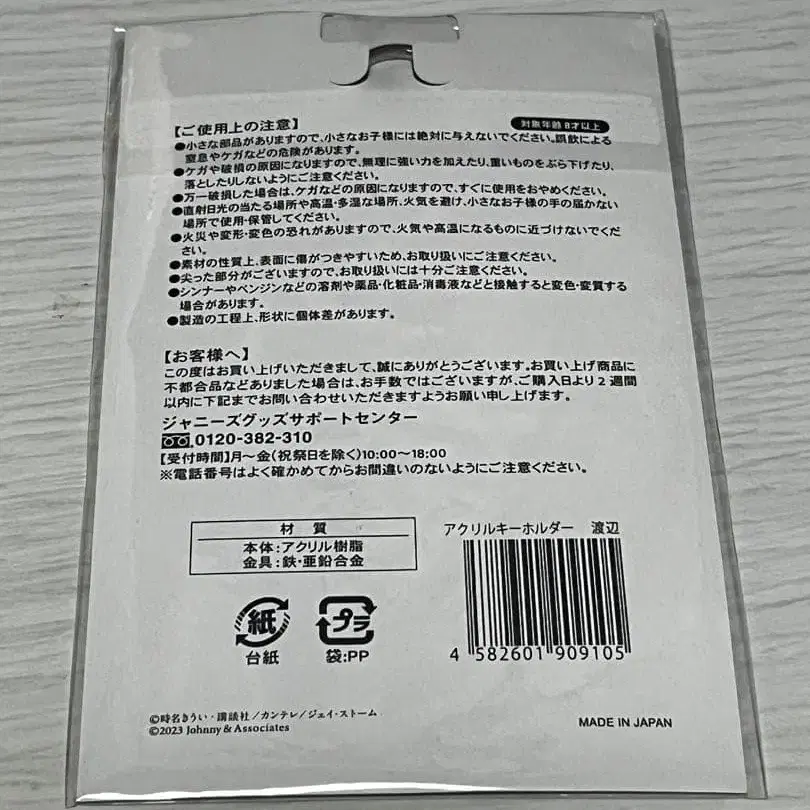 対象年齢 8才以上
【ご使用上の注意】
●小さな部品がありますので、小さなお子様には絶対に与えないでください。誤飲による
窒息やケガなどの危険があります。
●ケガや破損の原因になりますので、無理に強い力を加えたり、重いものをぶら下げたり、
落としたりしないようにご注意ください。
●万一破損した場合は、ケガなどの原因になりますので、すぐに使用をおやめください。
●直射日光の当たる場所や高温・多湿な場所、火気を避け、小さなお子様の手の届かない
場所で使用・保管してください。
●火災や変形・変色の恐れがありますので、火気や高温になるものに近づけないでくだ
さい。
●素材の性質上、表面に傷がつきやすいため、お取り扱いにご注意ください。
●尖った部分がございますので、お取り扱いには十分ご注意ください。
●シンナーやベンジンなどの溶剤や薬品・化粧品・消毒液などと接触すると変色・変質する
場合があります。
●製造の工程上、形状に個体差があります。
【お客様へ】
この度はお買い上げいただきまして、誠にありがとうございます。お買い上げ商品に
不都合品などありました場合は、お手数ではございますが、ご購入日より2週間
以内に下記までお問い合わせいただきますようお願い申し上げます。
ジャニーズグッズサポートセンター
0120-382-310
【受付時間】月〜金(祝祭日を除く)10:00〜18:00
※電話番号はよく確かめてからお間違いのないようにご注意ください。
材 質
本体:アクリル樹脂
金具:鉄・亜鉛合金
アクリルキーホルダー 渡辺
4 582601 909105
紙
台紙
プラ
袋:PP
©時名きうい・講談社/カンテレ/ジェイ・ストーム
©2023 Johnny & Associates
MADE IN JAPAN